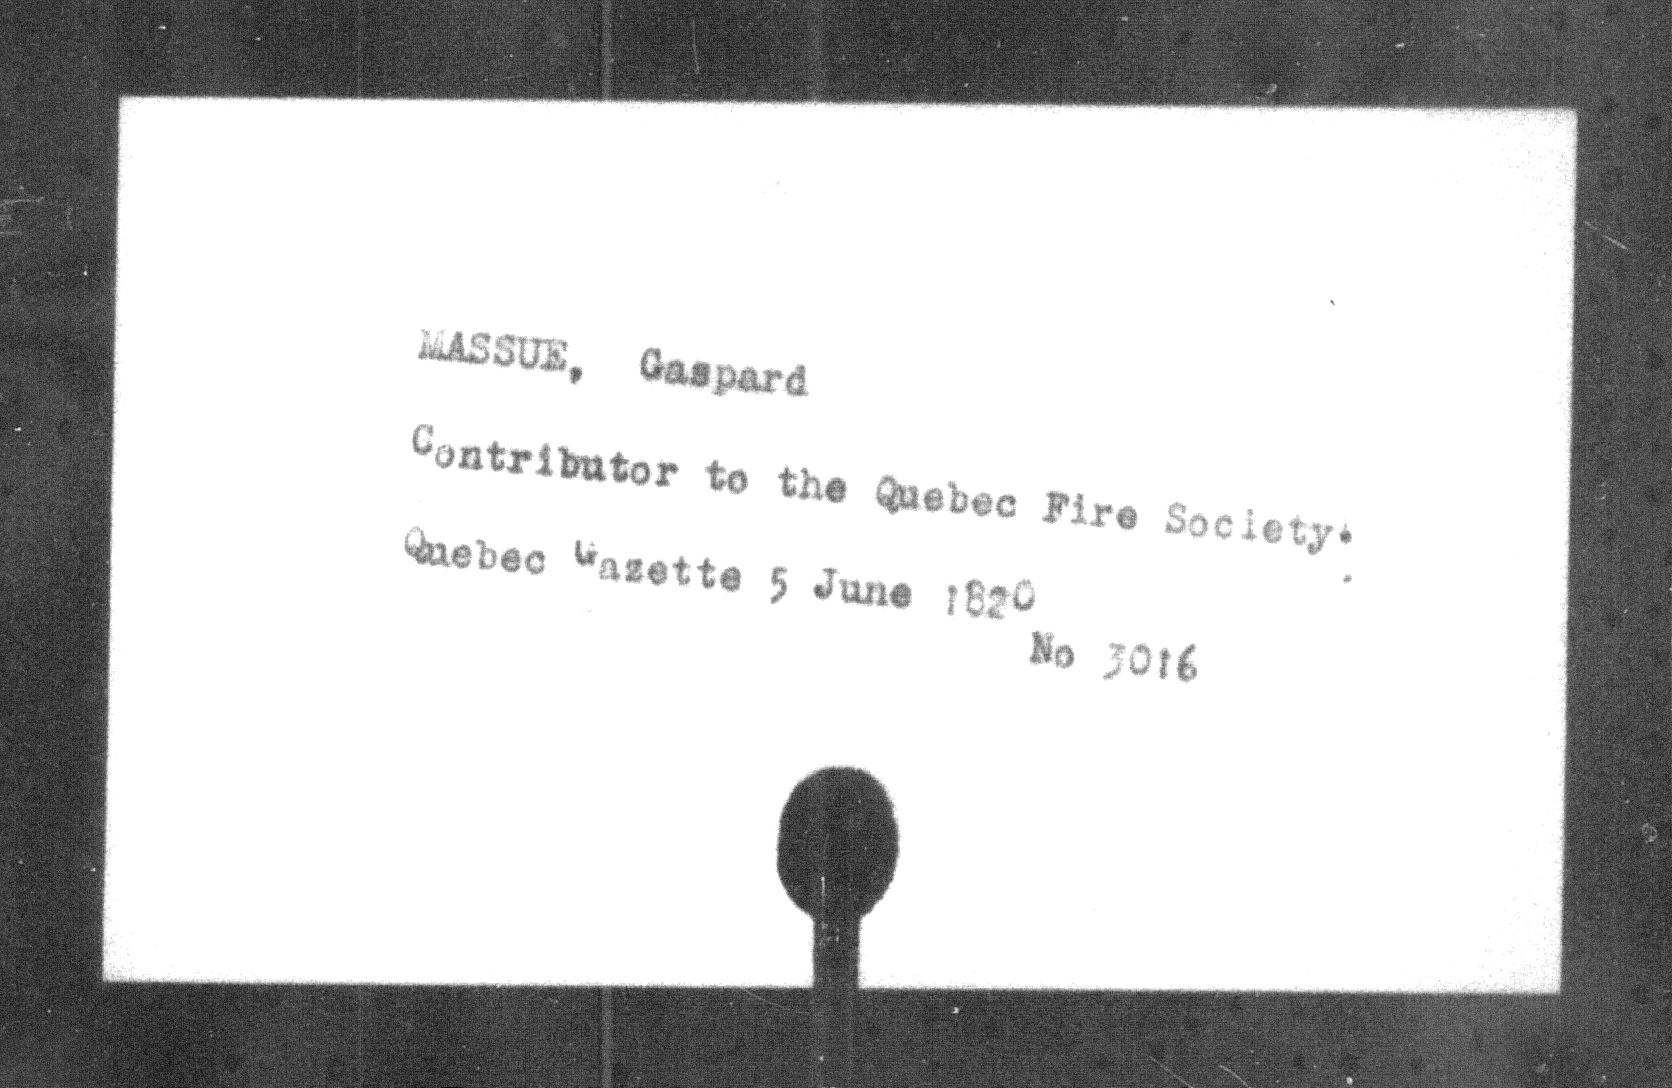 MASSUE, Gaspard
Contributor to the Quebec Fire Society.
Quebec Gazette 5 June 1820
No 3016